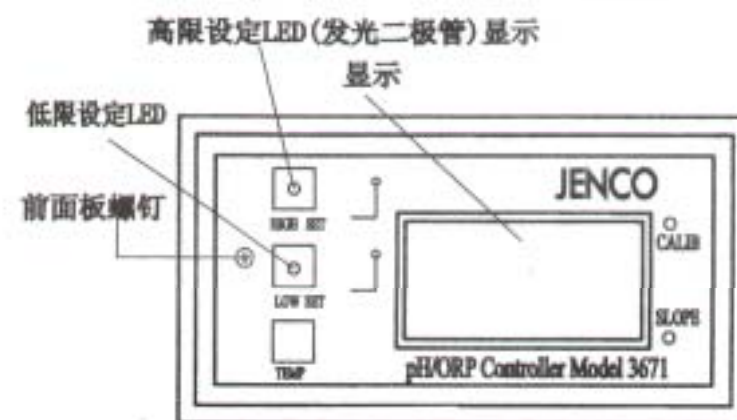 高限设定LED(发光二极管)显示
显示
低限设定LED
前面板螺钉
JENCO
HIGH SET
CALIB
LOW SET
SLOPE
TEMP
pH/ORP Controller Model 3671